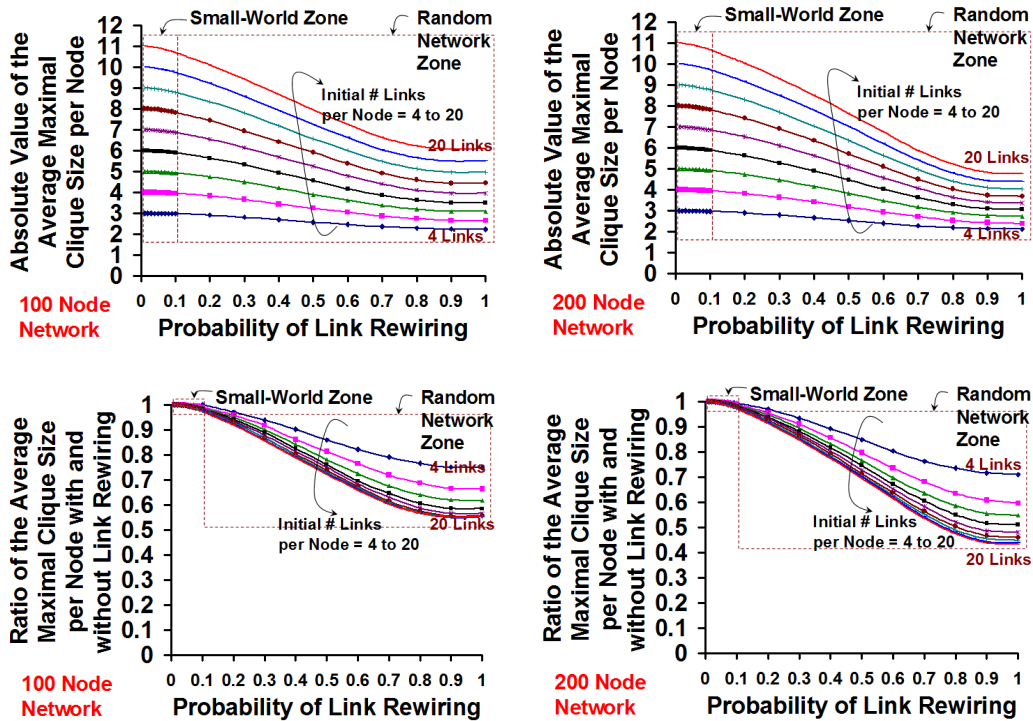 Small-World Zone
Random
Network
Zone
Absolute Value of the
Average Maximal
Clique Size per Node
12
11
10
9
8
7
6
5
4
3
2
1
0
Initial # Links
per Node = 4 to 20
20 Links
4 Links
0 0.1 0.2 0.3 0.4 0.5 0.6 0.7 0.8 0.9 1
100 Node
Network
Probability of Link Rewiring
Small-World Zone
Random
Network
Zone
Absolute Value of the
Average Maximal
Clique Size per Node
12
11
10
9
8
7
6
5
4
3
2
1
0
Initial # Links
per Node = 4 to 20
20 Links
4 Links
0 0.1 0.2 0.3 0.4 0.5 0.6 0.7 0.8 0.9 1
200 Node
Network
Probability of Link Rewiring
Small-World Zone
Random
Network
Zone
Ratio of the Average
Maximal Clique Size
per Node with and
without Link Rewiring
1
0.9
0.8
0.7
0.6
0.5
0.4
0.3
0.2
0.1
0
4 Links
20 Links
Initial # Links
per Node = 4 to 20
0 0.1 0.2 0.3 0.4 0.5 0.6 0.7 0.8 0.9 1
100 Node
Network
Probability of Link Rewiring
Small-World Zone
Random
Network
Zone
Ratio of the Average
Maximal Clique Size
per Node with and
without Link Rewiring
1
0.9
0.8
0.7
0.6
0.5
0.4
0.3
0.2
0.1
0
4 Links
Initial # Links
per Node = 4 to 20
20 Links
0 0.1 0.2 0.3 0.4 0.5 0.6 0.7 0.8 0.9 1
200 Node
Network
Probability of Link Rewiring